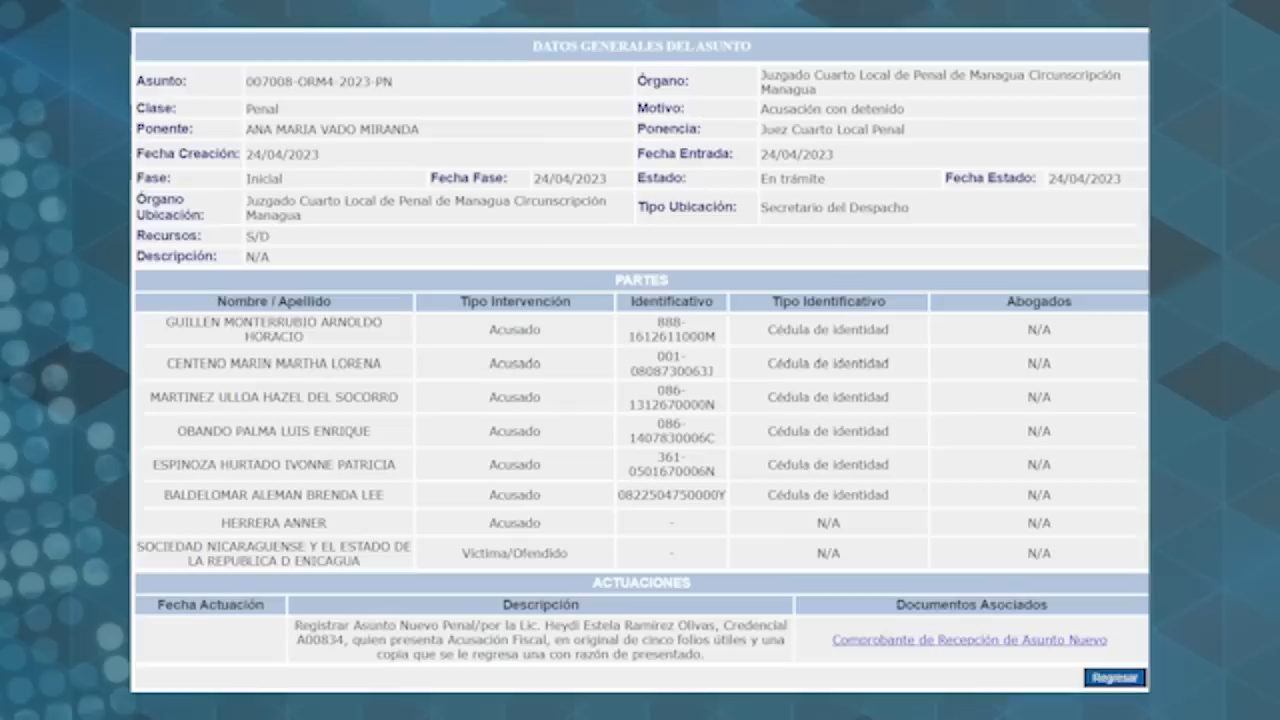 DATOS GENERALES DEL ASUNTO
Asunto: 007008-ORM4-2023-PN Órgano: Juzgado Cuarto Local de Penal de Managua Circunscripción
Managua
Clase: Penal Motivo: Acusación con detenido
Ponente: ANA MARIA VADO MIRANDA Ponencia: Juez Cuarto Local Penal
Fecha Creación: 24/04/2023 Fecha Entrada: 24/04/2023
Fase: Inicial Fecha Fase: 24/04/2023 Estado: En trámite Fecha Estado: 24/04/2023
Órgano
Ubicación: Juzgado Cuarto Local de Penal de Managua Circunscripción
Managua Tipo Ubicación: Secretario del Despacho
Recursos: S/D
Descripción: N/A
PARTES
Nombre / Apellido Tipo Intervención Identificativo Tipo Identificativo Abogados
GUILLEN MONTERRUBIO ARNOLDO
HORACIO Acusado 888-
1612611000M Cédula de identidad N/A
CENTENO MARIN MARTHA LORENA Acusado 001-
0808730063J Cédula de identidad N/A
MARTINEZ ULLOA HAZEL DEL SOCORRO Acusado 086-
1312670000N Cédula de identidad N/A
OBANDO PALMA LUIS ENRIQUE Acusado 086-
1407830006C Cédula de identidad N/A
ESPINOZA HURTADO IVONNE PATRICIA Acusado 361-
0501670006N Cédula de identidad N/A
BALDELOMAR ALEMAN BRENDA LEE Acusado 0822504750000Y Cédula de identidad N/A
HERRERA ANNER Acusado - N/A N/A
SOCIEDAD NICARAGUENSE Y EL ESTADO DE
LA REPUBLICA D ENICAGUA Víctima/Ofendido - N/A N/A
ACTUACIONES
Fecha Actuación Descripción Documentos Asociados
Registrar Asunto Nuevo Penal/por la Lic. Heydi Estela Ramirez Olivas, Credencial
A00834, quien presenta Acusación Fiscal, en original de cinco folios útiles y una
copia que se le regresa una con razón de presentado.
Comprobante de Recepción de Asunto Nuevo
Regresar